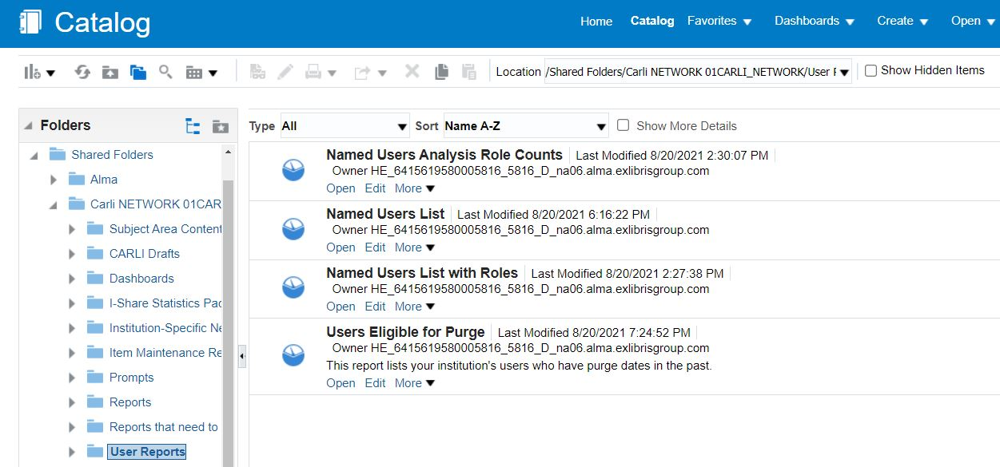 Catalog
Home Catalog Favorites Dashboards Create Open
Location /Shared Folders/Carli NETWORK 01CARLI_NETWORK/User Show Hidden Items
Folders
Type All Sort Name A-Z Show More Details
Shared Folders
Alma
Carli NETWORK 01CAR
Subject Area Content
CARLI Drafts
Dashboards
I-Share Statistics Pac
Institution-Specific Ne
Item Maintenance Re
Prompts
Reports
Reports that need to
User Reports
Named Users Analysis Role Counts Last Modified 8/20/2021 2:30:07 PM
Owner HE_6415619580005816_5816_D_na06.alma.exlibrisgroup.com
Open Edit More
Named Users List Last Modified 8/20/2021 6:16:22 PM
Owner HE_6415619580005816_5816_D_na06.alma.exlibrisgroup.com
Open Edit More
Named Users List with Roles Last Modified 8/20/2021 2:27:38 PM
Owner HE_6415619580005816_5816_D_na06.alma.exlibrisgroup.com
Open Edit More
Users Eligible for Purge Last Modified 8/20/2021 7:24:52 PM
Owner HE_6415619580005816_5816_D_na06.alma.exlibrisgroup.com
This report lists your institution's users who have purge dates in the past.
Open Edit More